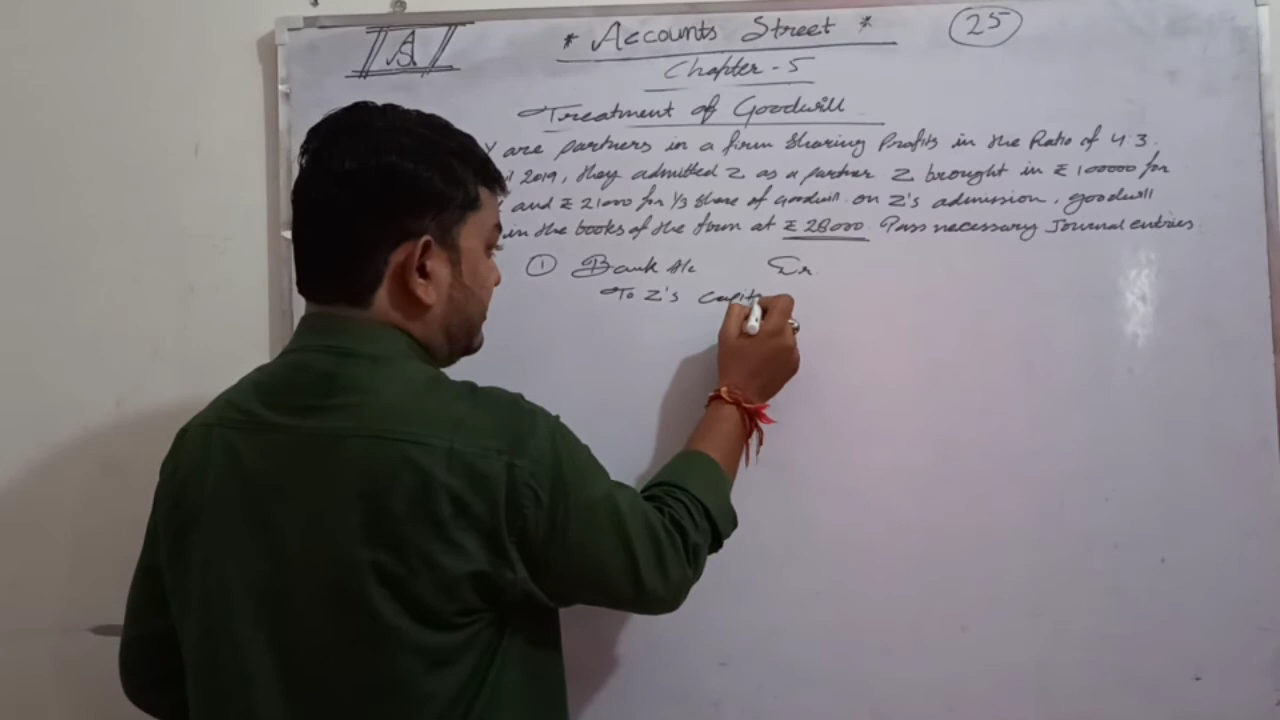 A
* Accounts Street *
25
Chapter - 5
Treatment of Goodwill
Y are partners in a firm sharing Profits in the Ratio of 4:3.
2019, they admitted Z as a partner Z brought in ₹ 100000 for
and ₹ 21000 for 1/3 share of Goodwill. on Z's admission, goodwill
in the books of the firm at ₹ 28000. Pass necessary Journal entries
① Bank A/c Dr.
To Z's Capit